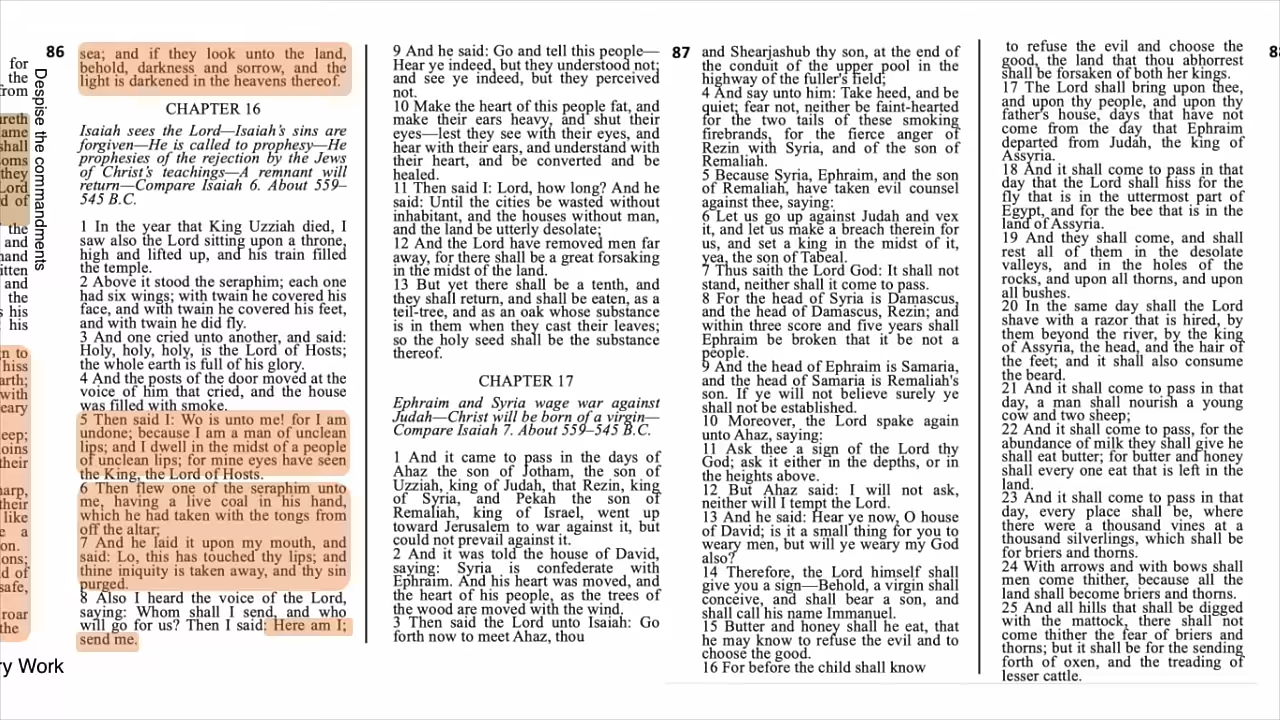 for
the
from
reth
ame
shall
oms
they
Lord
d of
the
and
hand
itten
and
the
s his
his
n to
hiss
arth;
with
eary
eep;
oins
their
arp,
their
like
e a
on.
ons;
d of
safe,
roar
the
ry Work
Despise the commandments
86
sea; and if they look unto the land,
behold, darkness and sorrow, and the
light is darkened in the heavens thereof.
CHAPTER 16
Isaiah sees the Lord—Isaiah's sins are
forgiven—He is called to prophesy—He
prophesies of the rejection by the Jews
of Christ's teachings—A remnant will
return—Compare Isaiah 6. About 559–
545 B.C.
1 In the year that King Uzziah died, I
saw also the Lord sitting upon a throne,
high and lifted up, and his train filled
the temple.
2 Above it stood the seraphim; each one
had six wings; with twain he covered his
face, and with twain he covered his feet,
and with twain he did fly.
3 And one cried unto another, and said:
Holy, holy, holy, is the Lord of Hosts;
the whole earth is full of his glory.
4 And the posts of the door moved at the
voice of him that cried, and the house
was filled with smoke.
5 Then said I: Wo is unto me! for I am
undone; because I am a man of unclean
lips; and I dwell in the midst of a people
of unclean lips; for mine eyes have seen
the King, the Lord of Hosts.
6 Then flew one of the seraphim unto
me, having a live coal in his hand,
which he had taken with the tongs from
off the altar;
7 And he laid it upon my mouth, and
said: Lo, this has touched thy lips; and
thine iniquity is taken away, and thy sin
purged.
8 Also I heard the voice of the Lord,
saying: Whom shall I send, and who
will go for us? Then I said: Here am I;
send me.
9 And he said: Go and tell this people—
Hear ye indeed, but they understood not;
and see ye indeed, but they perceived
not.
10 Make the heart of this people fat, and
make their ears heavy, and shut their
eyes—lest they see with their eyes, and
hear with their ears, and understand with
their heart, and be converted and be
healed.
11 Then said I: Lord, how long? And he
said: Until the cities be wasted without
inhabitant, and the houses without man,
and the land be utterly desolate;
12 And the Lord have removed men far
away, for there shall be a great forsaking
in the midst of the land.
13 But yet there shall be a tenth, and
they shall return, and shall be eaten, as a
teil-tree, and as an oak whose substance
is in them when they cast their leaves;
so the holy seed shall be the substance
thereof.
CHAPTER 17
Ephraim and Syria wage war against
Judah—Christ will be born of a virgin—
Compare Isaiah 7. About 559–545 B.C.
1 And it came to pass in the days of
Ahaz the son of Jotham, the son of
Uzziah, king of Judah, that Rezin, king
of Syria, and Pekah the son of
Remaliah, king of Israel, went up
toward Jerusalem to war against it, but
could not prevail against it.
2 And it was told the house of David,
saying: Syria is confederate with
Ephraim. And his heart was moved, and
the heart of his people, as the trees of
the wood are moved with the wind.
3 Then said the Lord unto Isaiah: Go
forth now to meet Ahaz, thou
87
and Shearjashub thy son, at the end of
the conduit of the upper pool in the
highway of the fuller's field;
4 And say unto him: Take heed, and be
quiet; fear not, neither be faint-hearted
for the two tails of these smoking
firebrands, for the fierce anger of
Rezin with Syria, and of the son of
Remaliah.
5 Because Syria, Ephraim, and the son
of Remaliah, have taken evil counsel
against thee, saying:
6 Let us go up against Judah and vex
it, and let us make a breach therein for
us, and set a king in the midst of it,
yea, the son of Tabeal.
7 Thus saith the Lord God: It shall not
stand, neither shall it come to pass.
8 For the head of Syria is Damascus,
and the head of Damascus, Rezin; and
within three score and five years shall
Ephraim be broken that it be not a
people.
9 And the head of Ephraim is Samaria,
and the head of Samaria is Remaliah's
son. If ye will not believe surely ye
shall not be established.
10 Moreover, the Lord spake again
unto Ahaz, saying:
11 Ask thee a sign of the Lord thy
God; ask it either in the depths, or in
the heights above.
12 But Ahaz said: I will not ask,
neither will I tempt the Lord.
13 And he said: Hear ye now, O house
of David; is it a small thing for you to
weary men, but will ye weary my God
also?
14 Therefore, the Lord himself shall
give you a sign—Behold, a virgin shall
conceive, and shall bear a son, and
shall call his name Immanuel.
15 Butter and honey shall he eat, that
he may know to refuse the evil and to
choose the good.
16 For before the child shall know
to refuse the evil and choose the
good, the land that thou abhorrest
shall be forsaken of both her kings.
17 The Lord shall bring upon thee,
and upon thy people, and upon thy
father's house, days that have not
come from the day that Ephraim
departed from Judah, the king of
Assyria.
18 And it shall come to pass in that
day that the Lord shall hiss for the
fly that is in the uttermost part of
Egypt, and for the bee that is in the
land of Assyria.
19 And they shall come, and shall
rest all of them in the desolate
valleys, and in the holes of the
rocks, and upon all thorns, and upon
all bushes.
20 In the same day shall the Lord
shave with a razor that is hired, by
them beyond the river, by the king
of Assyria, the head, and the hair of
the feet; and it shall also consume
the beard.
21 And it shall come to pass in that
day, a man shall nourish a young
cow and two sheep;
22 And it shall come to pass, for the
abundance of milk they shall give he
shall eat butter; for butter and honey
shall every one eat that is left in the
land.
23 And it shall come to pass in that
day, every place shall be, where
there were a thousand vines at a
thousand silverlings, which shall be
for briers and thorns.
24 With arrows and with bows shall
men come thither, because all the
land shall become briers and thorns.
25 And all hills that shall be digged
with the mattock, there shall not
come thither the fear of briers and
thorns; but it shall be for the sending
forth of oxen, and the treading of
lesser cattle.